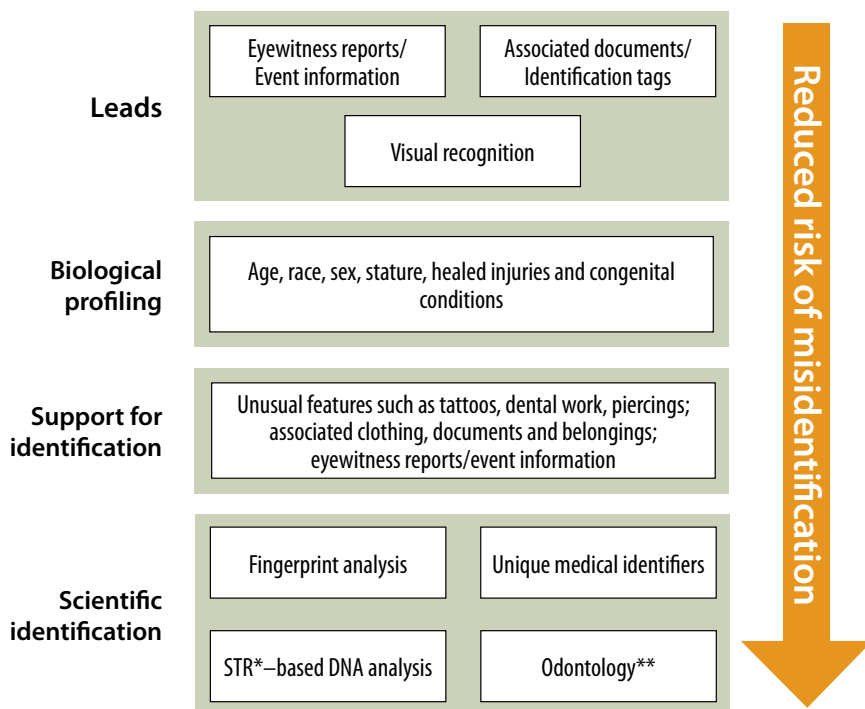 Leads
Eyewitness reports/
Event information
Associated documents/
Identification tags
Visual recognition
Biological
profiling
Age, race, sex, stature, healed injuries and congenital
conditions
Support for
identification
Unusual features such as tattoos, dental work, piercings;
associated clothing, documents and belongings;
eyewitness reports/event information
Scientific
identification
Fingerprint analysis
Unique medical identifiers
STR*–based DNA analysis
Odontology**
Reduced risk of misidentification